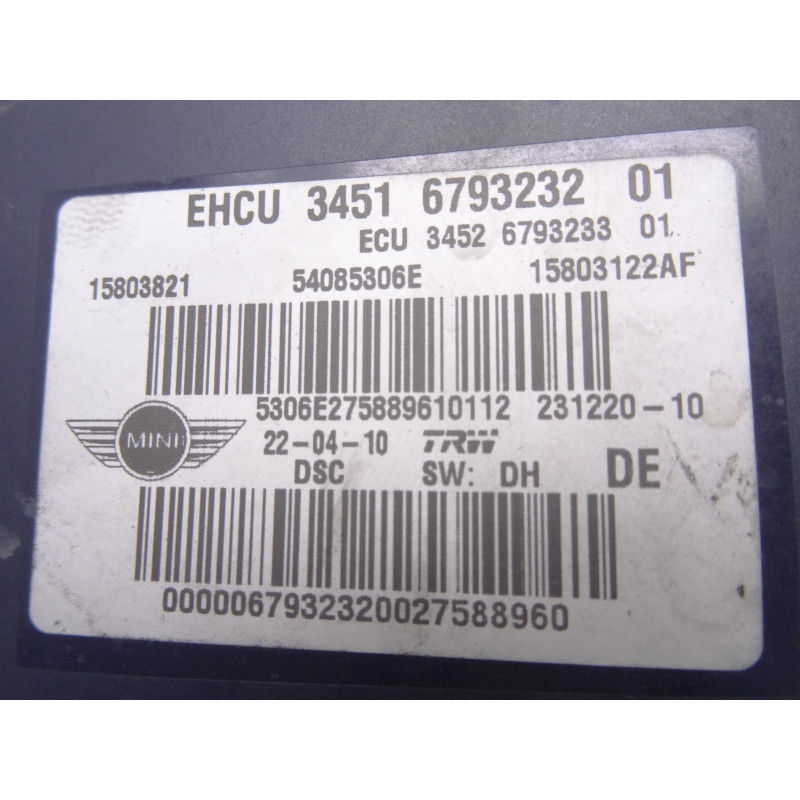 EHCU 3451 6793232 01
ECU 3452 6793233 01
15803821 54085306E 15803122AF
5306E275889610112 231220-10
MINI
22-04-10 TRW
DSC SW: DH DE
0000067932320027588960